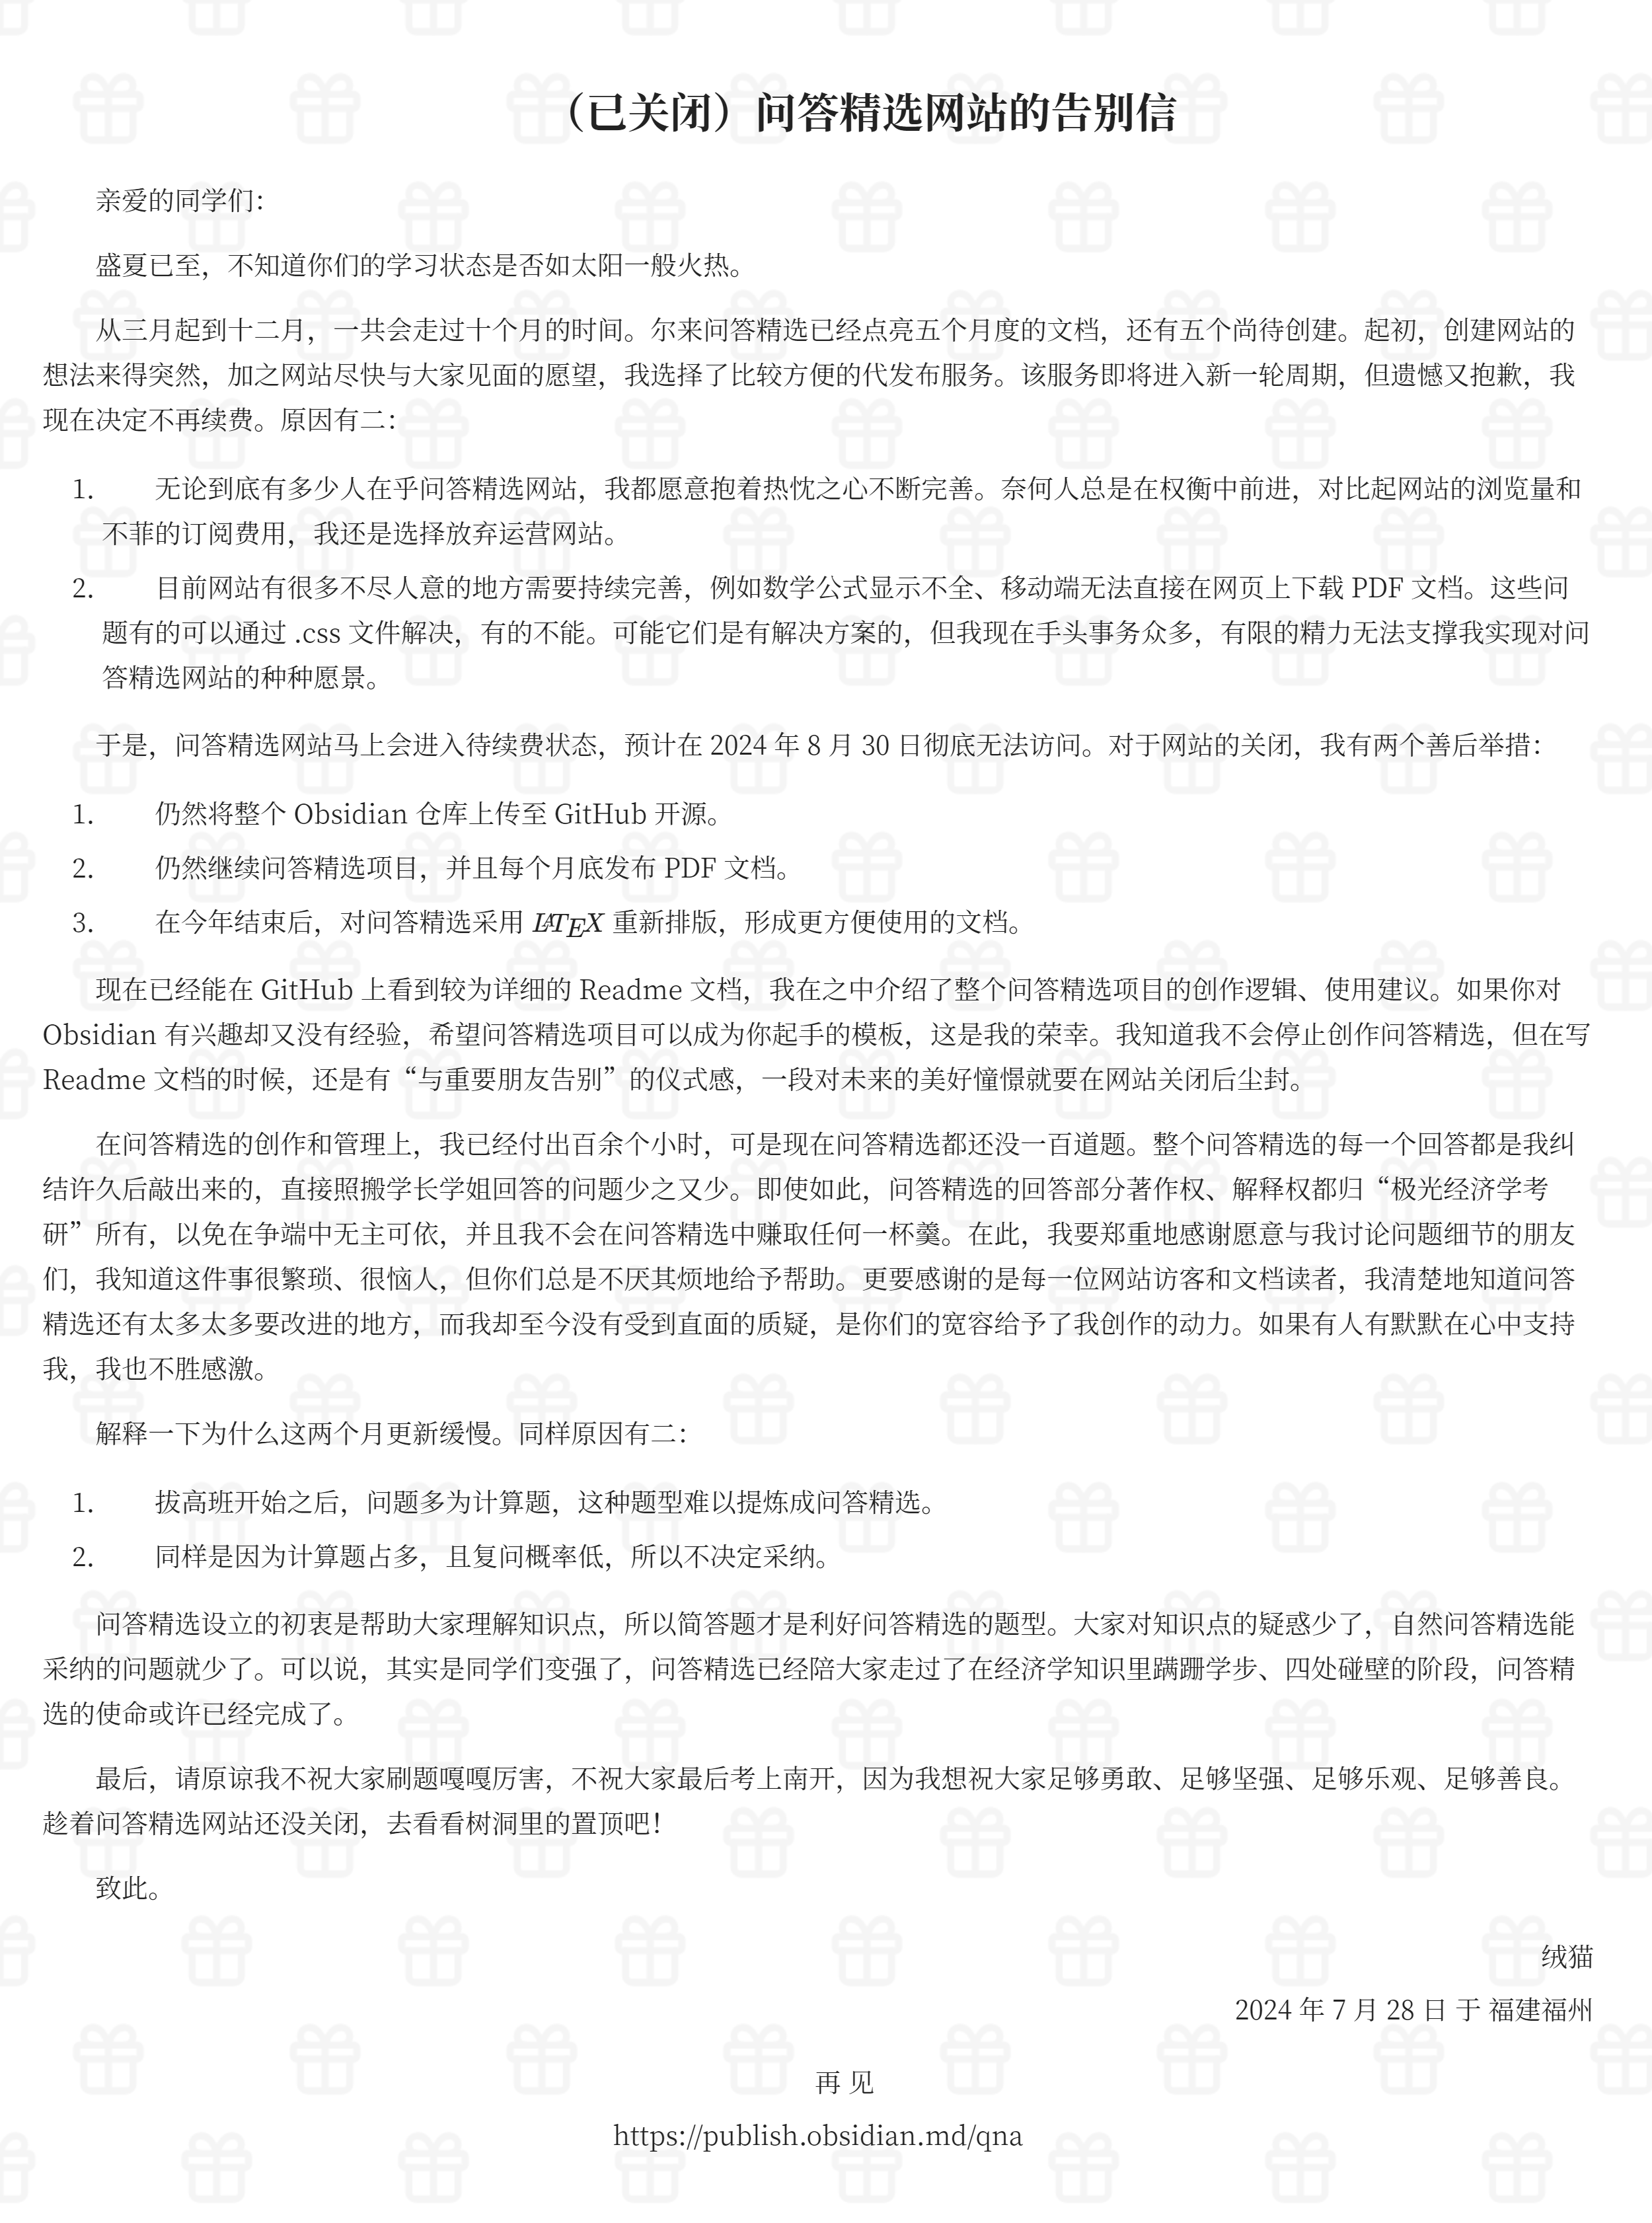 （已关闭）问答精选网站的告别信
亲爱的同学们：
盛夏已至，不知道你们的学习状态是否如太阳一般火热。
从三月起到十二月，一共会走过十个月的时间。尔来问答精选已经点亮五个月度的文档，还有五个尚待创建。起初，创建网站的
想法来得突然，加之网站尽快与大家见面的愿望，我选择了比较方便的代发布服务。该服务即将进入新一轮周期，但遗憾又抱歉，我
现在决定不再续费。原因有二：
1. 无论到底有多少人在乎问答精选网站，我都愿意抱着热忱之心不断完善。奈何人总是在权衡中前进，对比起网站的浏览量和
不菲的订阅费用，我还是选择放弃运营网站。
2. 目前网站有很多不尽人意的地方需要持续完善，例如数学公式显示不全、移动端无法直接在网页上下载 PDF 文档。这些问
题有的可以通过 .css 文件解决，有的不能。可能它们是有解决方案的，但我现在手头事务众多，有限的精力无法支撑我实现对问
答精选网站的种种愿景。
于是，问答精选网站马上会进入待续费状态，预计在 2024 年 8 月 30 日彻底无法访问。对于网站的关闭，我有两个善后举措：
1. 仍然将整个 Obsidian 仓库上传至 GitHub 开源。
2. 仍然继续问答精选项目，并且每个月底发布 PDF 文档。
3. 在今年结束后，对问答精选采用 LATEX 重新排版，形成更方便使用的文档。
现在已经能在 GitHub 上看到较为详细的 Readme 文档，我在之中介绍了整个问答精选项目的创作逻辑、使用建议。如果你对
Obsidian 有兴趣却又没有经验，希望问答精选项目可以成为你起手的模板，这是我的荣幸。我知道我不会停止创作问答精选，但在写
Readme 文档的时候，还是有“与重要朋友告别”的仪式感，一段对未来的美好憧憬就要在网站关闭后尘封。
在问答精选的创作和管理上，我已经付出百余个小时，可是现在问答精选都还没一百道题。整个问答精选的每一个回答都是我纠
结许久后敲出来的，直接照搬学长学姐回答的问题少之又少。即使如此，问答精选的回答部分著作权、解释权都归“极光经济学考
研”所有，以免在争端中无主可依，并且我不会在问答精选中赚取任何一杯羹。在此，我要郑重地感谢愿意与我讨论问题细节的朋友
们，我知道这件事很繁琐、很恼人，但你们总是不厌其烦地给予帮助。更要感谢的是每一位网站访客和文档读者，我清楚地知道问答
精选还有太多太多要改进的地方，而我却至今没有受到直面的质疑，是你们的宽容给予了我创作的动力。如果有人有默默在心中支持
我，我也不胜感激。
解释一下为什么这两个月更新缓慢。同样原因有二：
1. 拔高班开始之后，问题多为计算题，这种题型难以提炼成问答精选。
2. 同样是因为计算题占多，且复问概率低，所以不决定采纳。
问答精选设立的初衷是帮助大家理解知识点，所以简答题才是利好问答精选的题型。大家对知识点的疑惑少了，自然问答精选能
采纳的问题就少了。可以说，其实是同学们变强了，问答精选已经陪大家走过了在经济学知识里蹒跚学步、四处碰壁的阶段，问答精
选的使命或许已经完成了。
最后，请原谅我不祝大家刷题嘎嘎厉害，不祝大家最后考上南开，因为我想祝大家足够勇敢、足够坚强、足够乐观、足够善良。
趁着问答精选网站还没关闭，去看看树洞里的置顶吧！
致此。
绒猫
2024 年 7 月 28 日 于 福建福州
再 见
https://publish.obsidian.md/qna